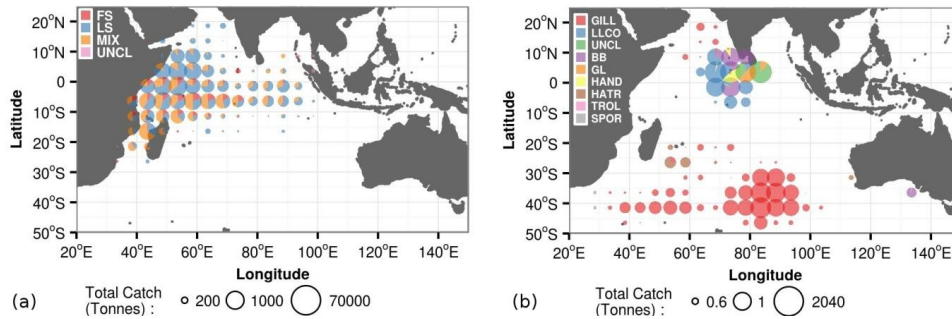 FS
LS
MIX
UNCL
20°N
10°N
0
10°S
20°S
30°S
40°S
50°S
Latitude
20°E 40°E 60°E 80°E 100°E 120°E 140°E
Longitude
(a) Total Catch
(Tonnes) : 200 1000 70000
GILL
LLCO
UNCL
BB
GL
HAND
HATR
TROL
SPOR
20°N
10°N
0
10°S
20°S
30°S
40°S
50°S
Latitude
20°E 40°E 60°E 80°E 100°E 120°E 140°E
Longitude
(b) Total Catch
(Tonnes) : 0.6 1 2040